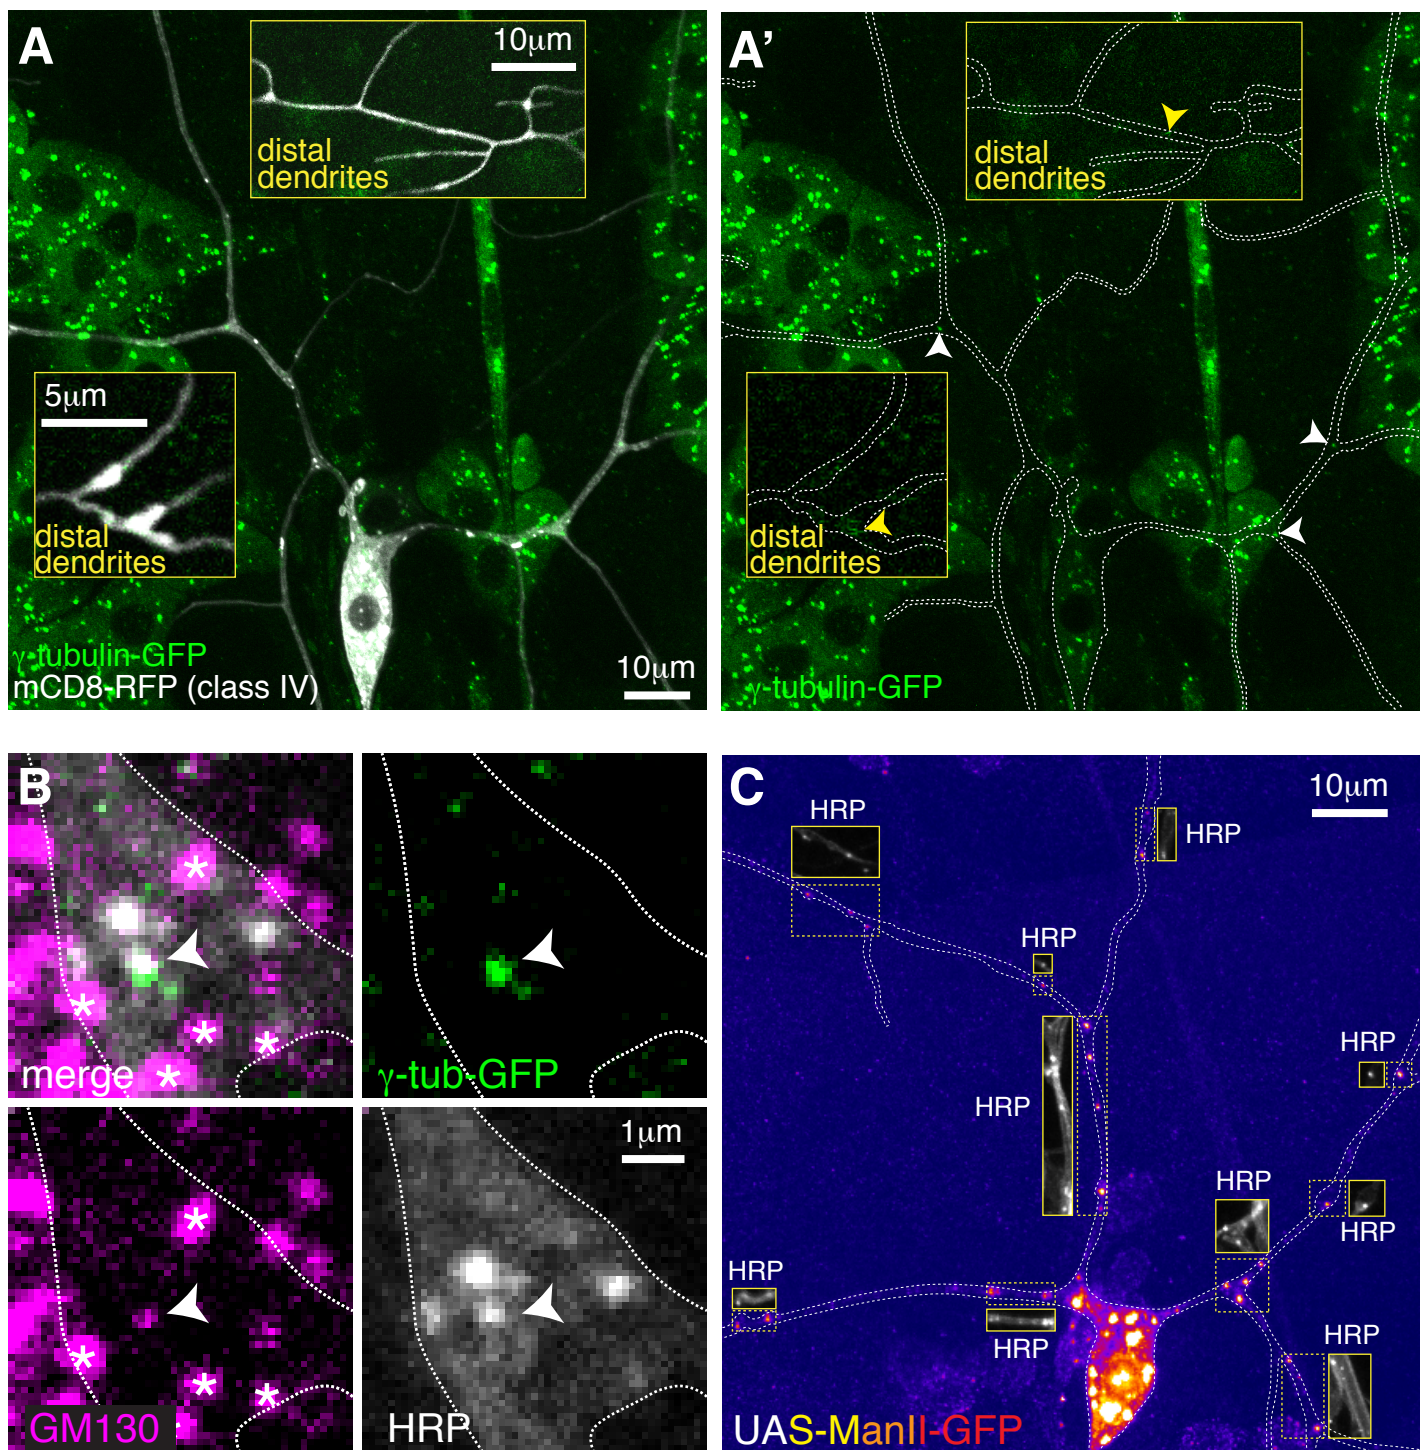 A
10μm
distal
dendrites
5μm
distal
dendrites
γ-tubulin-GFP
mCD8-RFP (class IV)
10μm
A'
distal
dendrites
distal
dendrites
γ-tubulin-GFP
B
*
*
*
*
*
merge
γ-tub-GFP
*
*
*
*
*
GM130
1μm
HRP
C
10μm
HRP
HRP
HRP
HRP
HRP
HRP
HRP
HRP
HRP
HRP
UAS-ManII-GFP